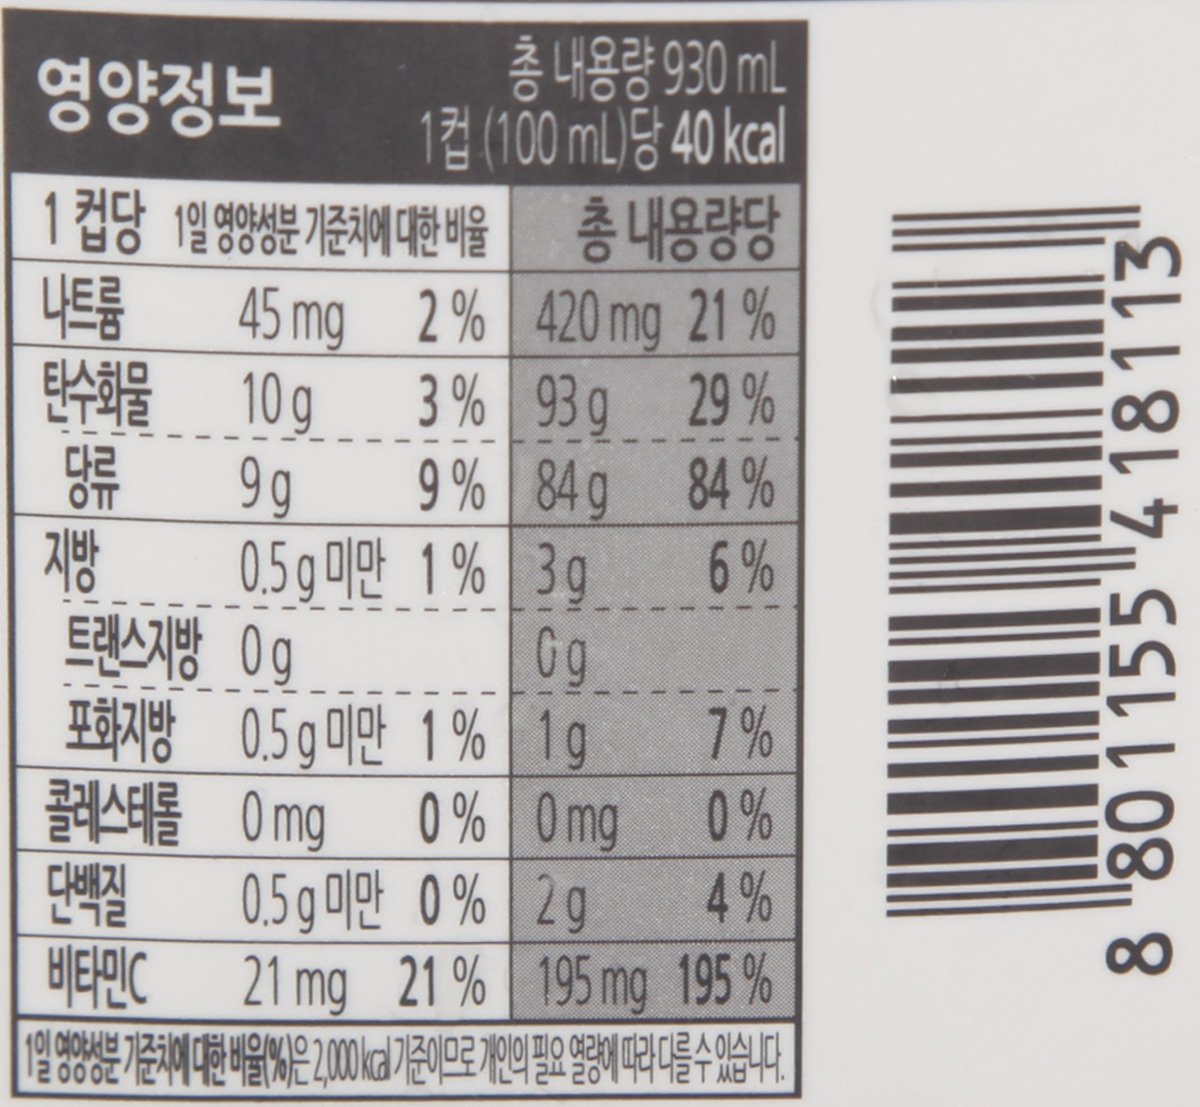 영양정보
총 내용량 930 mL
1컵 (100 mL)당 40 kcal
1 컵당 1일 영양성분 기준치에 대한 비율 총 내용량당
나트륨 45 mg 2 % 420 mg 21 %
탄수화물 10 g 3 % 93 g 29 %
당류 9 g 9 % 84 g 84 %
지방 0.5 g 미만 1 % 3 g 6 %
트랜스지방 0 g 0 g
포화지방 0.5 g 미만 1 % 1 g 7 %
콜레스테롤 0 mg 0 % 0 mg 0 %
단백질 0.5 g 미만 0 % 2 g 4 %
비타민C 21 mg 21 % 195 mg 195 %
1일 영양성분 기준치에 대한 비율(%)은 2,000 kcal 기준이므로 개인의 필요 열량에 따라 다를 수 있습니다.
8 801155 418113